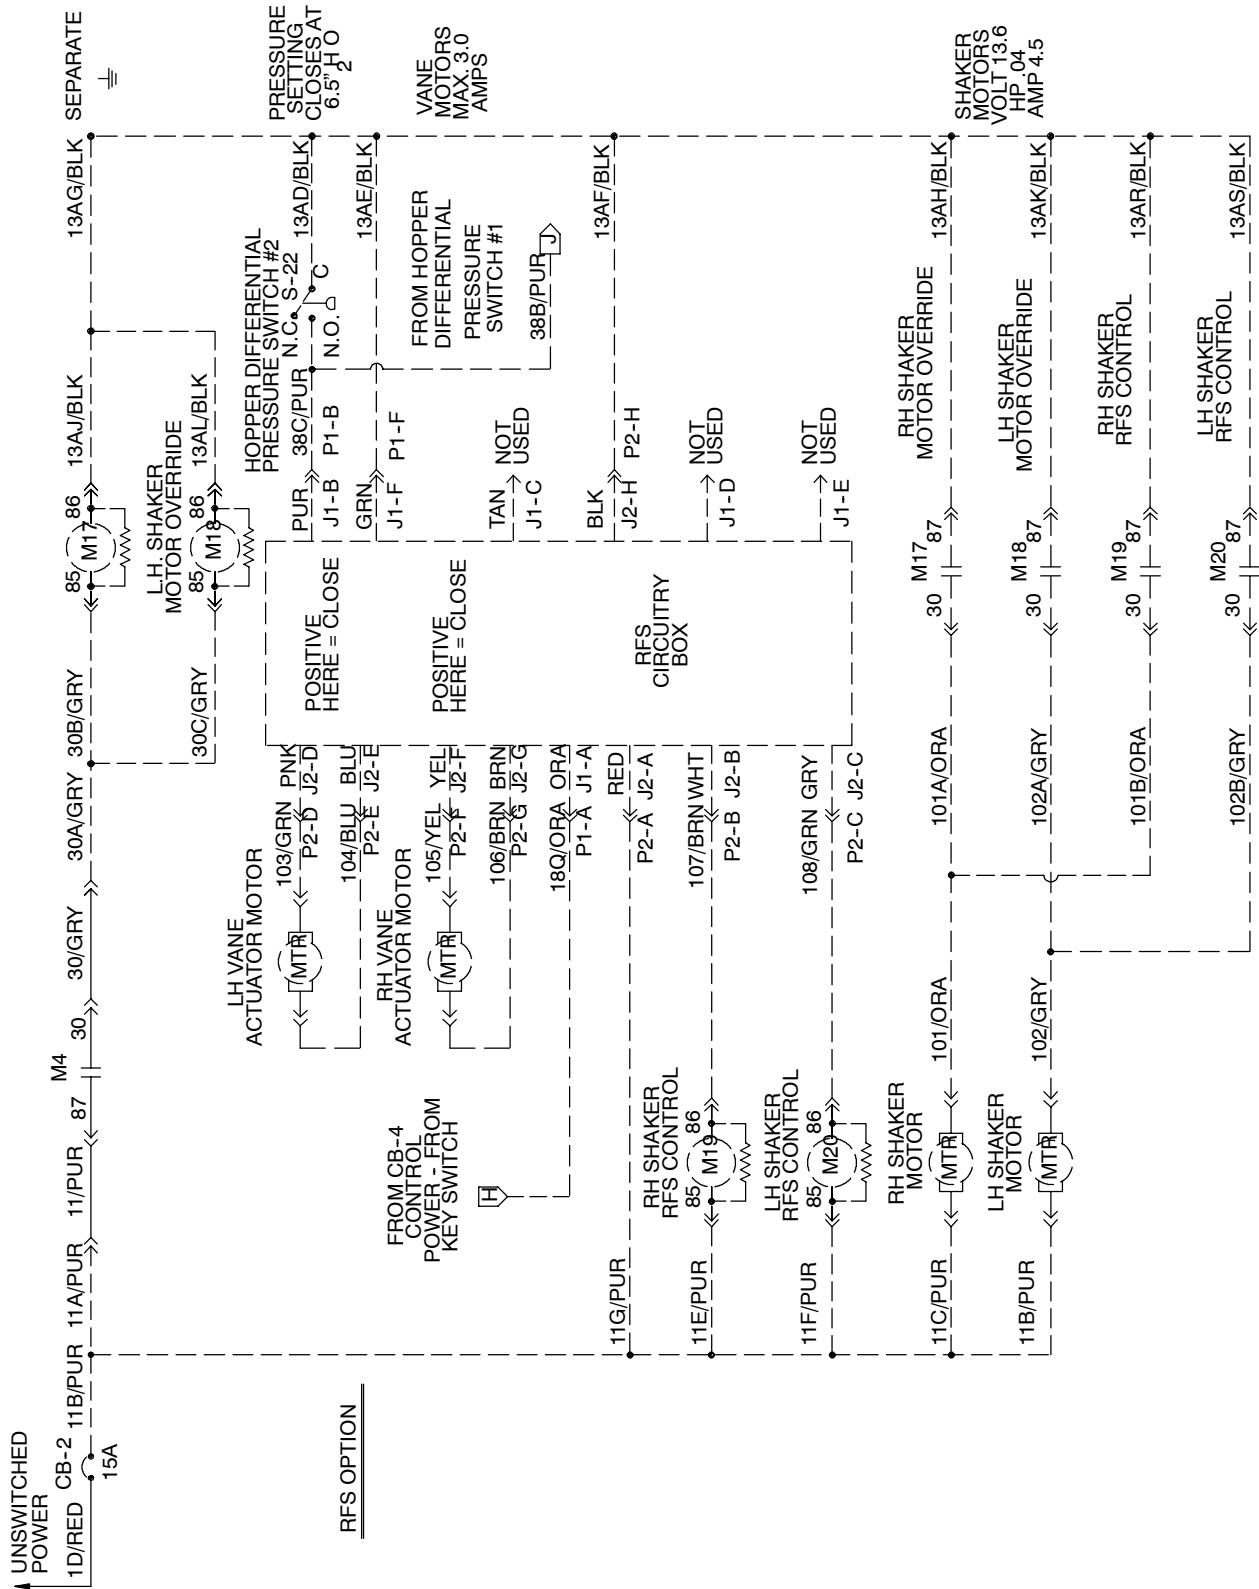 UNSWITCHED
POWER
1D/RED
CB-2
15A
11B/PUR
11A/PUR
11/PUR
87
M4
30
30/GRY
30A/GRY
30B/GRY
85
M17
86
13AJ/BLK
13AG/BLK
SEPARATE
30C/GRY
85
M18
86
13AL/BLK
L.H. SHAKER
MOTOR OVERRIDE
RFS OPTION
LH VANE
ACTUATOR MOTOR
MTR
103/GRN
PNK
P2-D
J2-D
104/BLU
BLU
P2-E
J2-E
RH VANE
ACTUATOR MOTOR
MTR
105/YEL
YEL
P2-F
J2-F
106/BRN
BRN
P2-G
J2-G
18Q/ORA
ORA
P1-A
J1-A
FROM CB-4
CONTROL
POWER - FROM
KEY SWITCH
H
11G/PUR
RED
P2-A
J2-A
11E/PUR
RH SHAKER
RFS CONTROL
85
M19
86
107/BRN
WHT
P2-B
J2-B
11F/PUR
LH SHAKER
RFS CONTROL
85
M20
86
108/GRN
GRY
P2-C
J2-C
POSITIVE
HERE = CLOSE
POSITIVE
HERE = CLOSE
RFS
CIRCUITRY
BOX
HOPPER DIFFERENTIAL
PRESSURE SWITCH #2
PUR
38C/PUR
J1-B
P1-B
N.C.
S-22
C
N.O.
13AD/BLK
PRESSURE
SETTING
CLOSES AT
6.5" H O
2
GRN
J1-F
P1-F
13AE/BLK
VANE
MOTORS
MAX. 3.0
AMPS
FROM HOPPER
DIFFERENTIAL
PRESSURE
SWITCH #1
38B/PUR
J
TAN
J1-C
NOT
USED
BLK
J2-H
P2-H
13AF/BLK
J1-D
NOT
USED
J1-E
NOT
USED
11C/PUR
RH SHAKER
MOTOR
MTR
101/ORA
101A/ORA
30
M17
87
RH SHAKER
MOTOR OVERRIDE
13AH/BLK
SHAKER
MOTORS
VOLT 13.6
HP .04
AMP 4.5
11B/PUR
LH SHAKER
MOTOR
MTR
102/GRY
102A/GRY
30
M18
87
LH SHAKER
MOTOR OVERRIDE
13AK/BLK
101B/ORA
30
M19
87
RH SHAKER
RFS CONTROL
13AR/BLK
102B/GRY
30
M20
87
LH SHAKER
RFS CONTROL
13AS/BLK